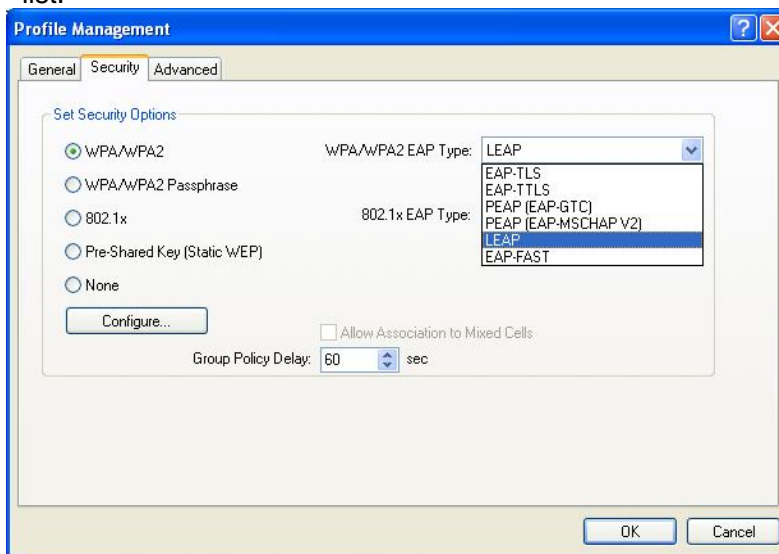 list.
Profile Management
General Security Advanced
Set Security Options
WPA/WPA2 WPA/WPA2 EAP Type: LEAP
EAP-TLS
WPA/WPA2 Passphrase EAP-TTLS
PEAP (EAP-GTC)
802.1x 802.1x EAP Type: PEAP (EAP-MSCHAP V2)
LEAP
Pre-Shared Key (Static WEP) EAP-FAST
None
Configure...
Allow Association to Mixed Cells
Group Policy Delay: 60 sec
OK Cancel